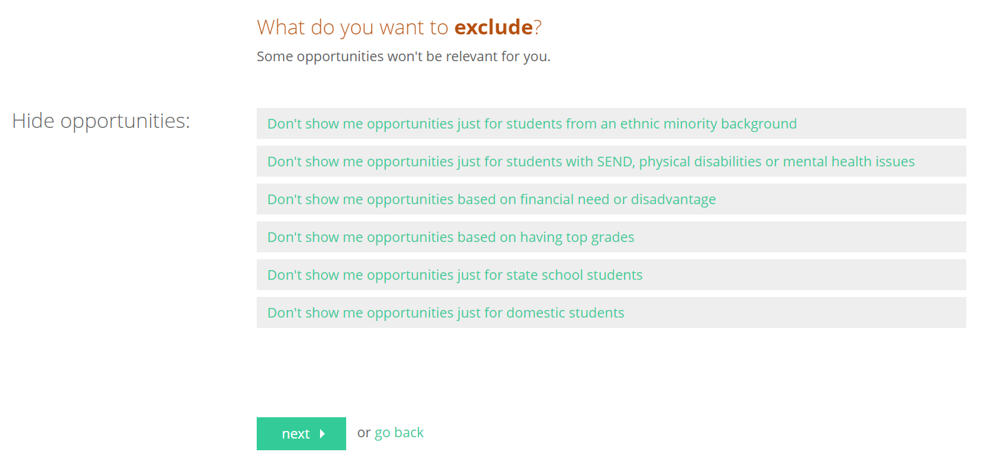 What do you want to exclude?
Some opportunities won't be relevant for you.
Hide opportunities:
Don't show me opportunities just for students from an ethnic minority background
Don't show me opportunities just for students with SEND, physical disabilities or mental health issues
Don't show me opportunities based on financial need or disadvantage
Don't show me opportunities based on having top grades
Don't show me opportunities just for state school students
Don't show me opportunities just for domestic students
next or go back